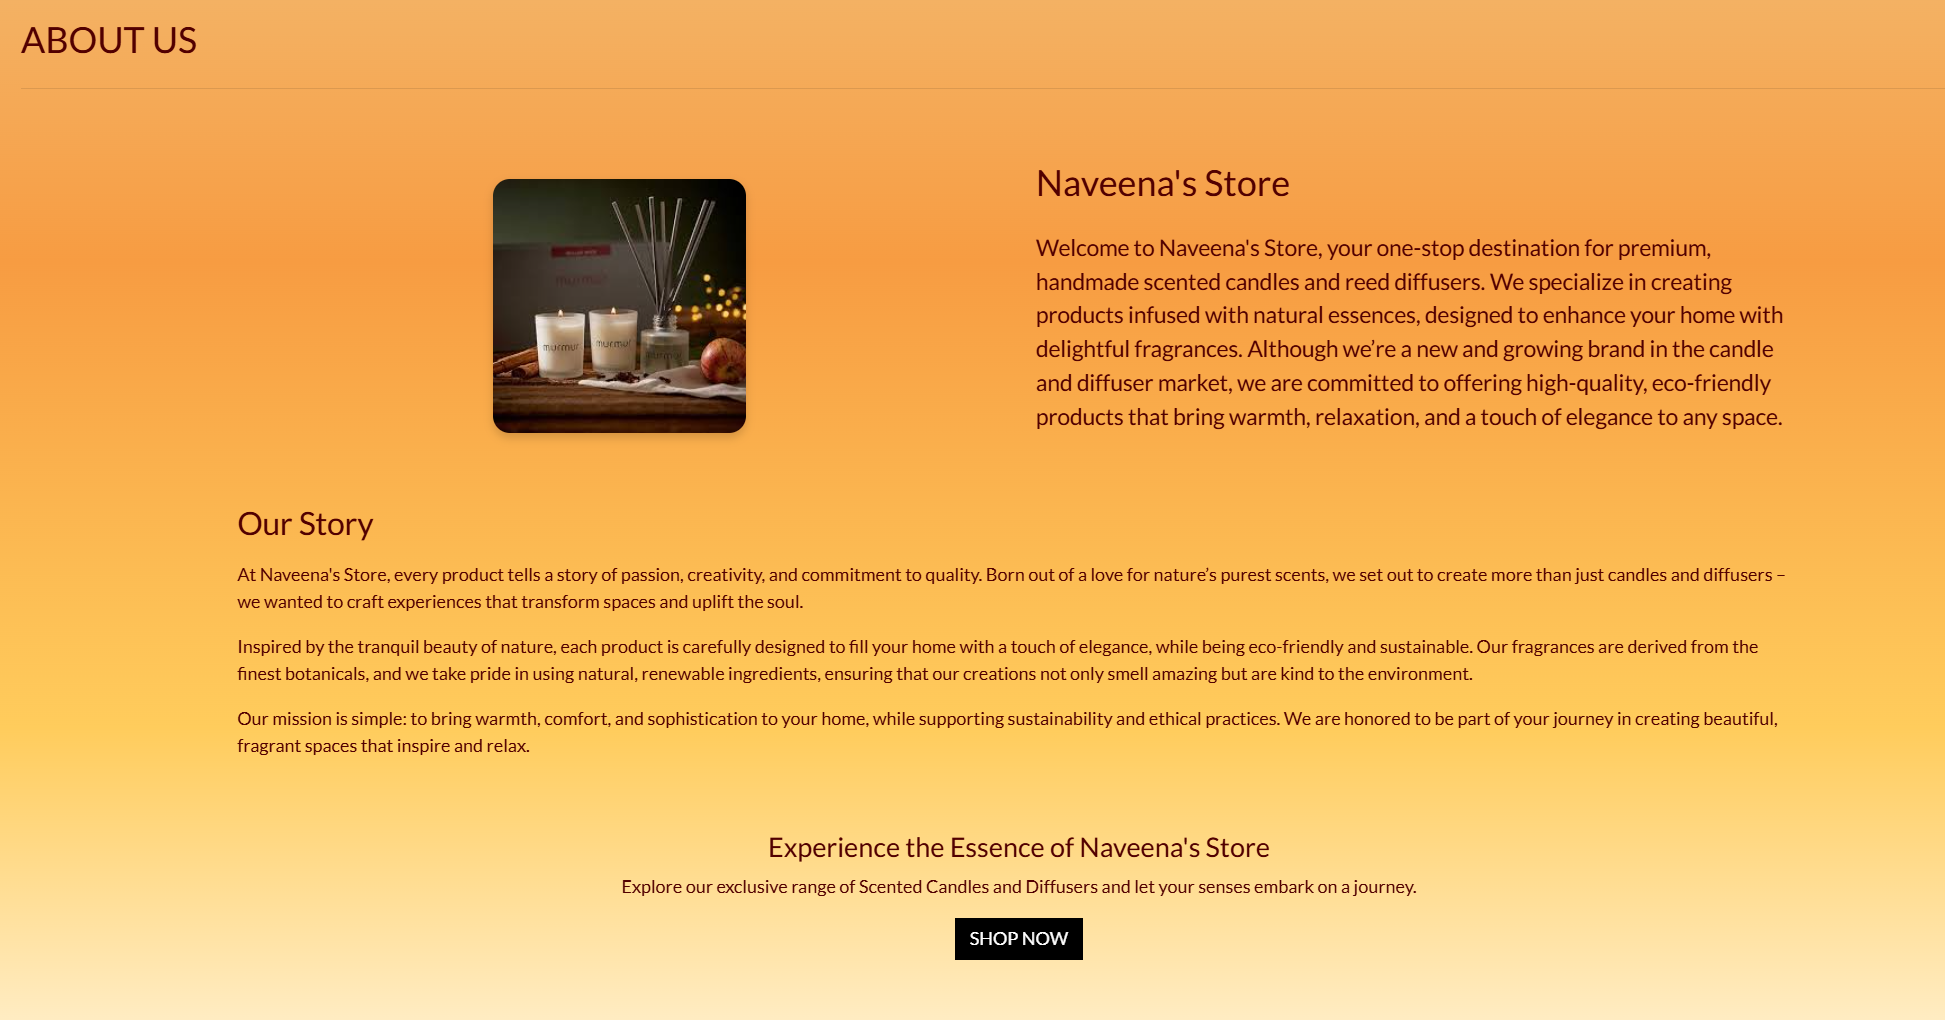 ABOUT US
murmur
murmur
murmur
murmur
Naveena's Store
Welcome to Naveena's Store, your one-stop destination for premium,
handmade scented candles and reed diffusers. We specialize in creating
products infused with natural essences, designed to enhance your home with
delightful fragrances. Although we’re a new and growing brand in the candle
and diffuser market, we are committed to offering high-quality, eco-friendly
products that bring warmth, relaxation, and a touch of elegance to any space.
Our Story
At Naveena's Store, every product tells a story of passion, creativity, and commitment to quality. Born out of a love for nature’s purest scents, we set out to create more than just candles and diffusers –
we wanted to craft experiences that transform spaces and uplift the soul.
Inspired by the tranquil beauty of nature, each product is carefully designed to fill your home with a touch of elegance, while being eco-friendly and sustainable. Our fragrances are derived from the
finest botanicals, and we take pride in using natural, renewable ingredients, ensuring that our creations not only smell amazing but are kind to the environment.
Our mission is simple: to bring warmth, comfort, and sophistication to your home, while supporting sustainability and ethical practices. We are honored to be part of your journey in creating beautiful,
fragrant spaces that inspire and relax.
Experience the Essence of Naveena's Store
Explore our exclusive range of Scented Candles and Diffusers and let your senses embark on a journey.
SHOP NOW